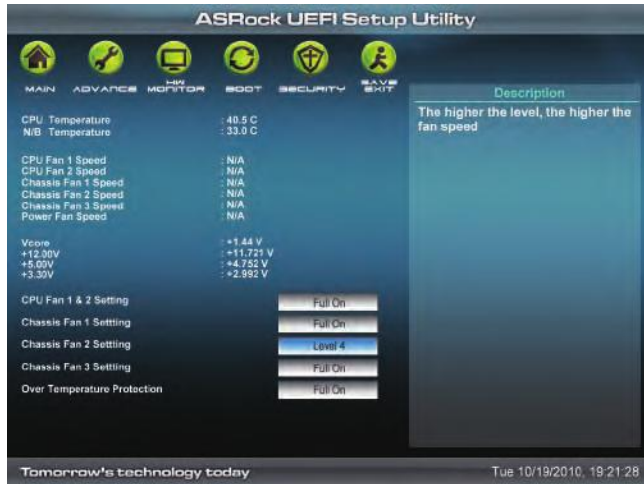 ASRock UEFI Setup Utility
MAIN ADVANCE HW MONITOR BOOT SECURITY SAVE EXIT
Description
The higher the level, the higher the
fan speed
CPU Temperature : 40.5 C
N/B Temperature : 33.0 C
CPU Fan 1 Speed : N/A
CPU Fan 2 Speed : N/A
Chassis Fan 1 Speed : N/A
Chassis Fan 2 Speed : N/A
Chassis Fan 3 Speed : N/A
Power Fan Speed : N/A
Vcore : +1.44 V
+12.00V : +11.721 V
+5.00V : +4.752 V
+3.30V : +2.992 V
CPU Fan 1 & 2 Setting Full On
Chassis Fan 1 Settting Full On
Chassis Fan 2 Settting Level 4
Chassis Fan 3 Settting Full On
Over Temperature Protection Full On
Tomorrow's technology today Tue 10/19/2010, 19:21:28